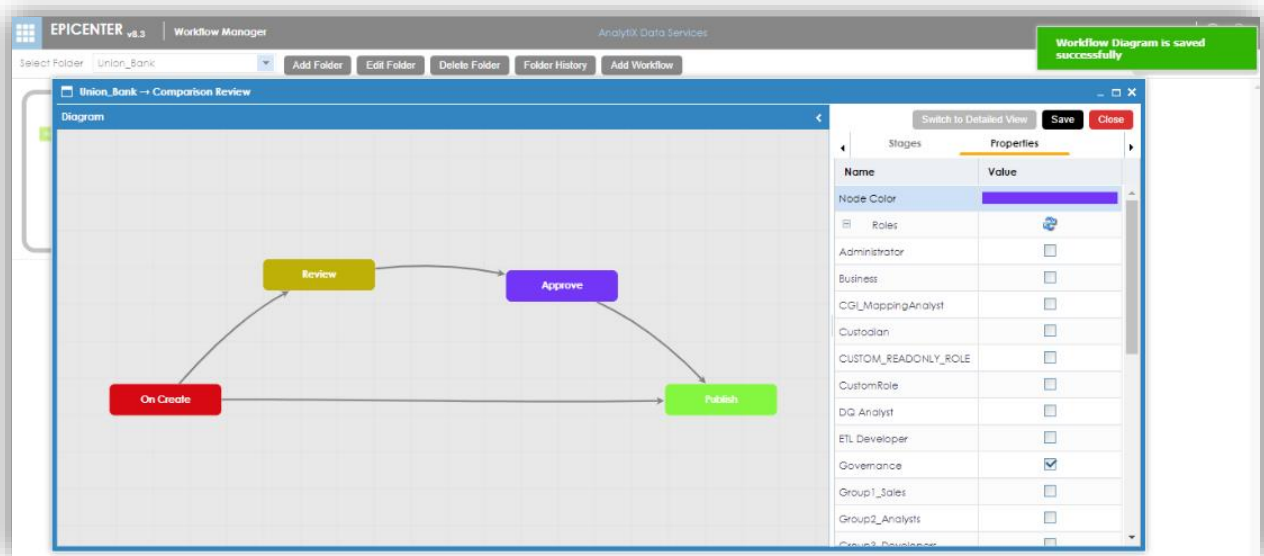 EPICENTER v8.3 Workflow Manager AnalytiX Data Services
Workflow Diagram is saved
successfully
Select Folder Union_Bank Add Folder Edit Folder Delete Folder Folder History Add Workflow
Union_Bank → Comparison Review
Diagram
Switch to Detailed View Save Close
Stages Properties
Name Value
Node Color
Roles
Administrator
Business
CGI_MappingAnalyst
Custodian
CUSTOM_READONLY_ROLE
CustomRole
DQ Analyst
ETL Developer
Governance
Group1_Sales
Group2_Analysts
Group3_Developers
Review
Approve
On Create
Publish